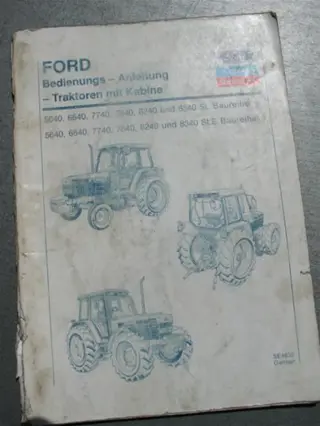 FORD
Bedienungs – Anleitung
– Traktoren mit Kabine
5640, 6640, 7740, 7840, 8240 und 8340 SL Baureihe
5640, 6640, 7740, 7840, 8240 und 8340 SLE Baureihe
German